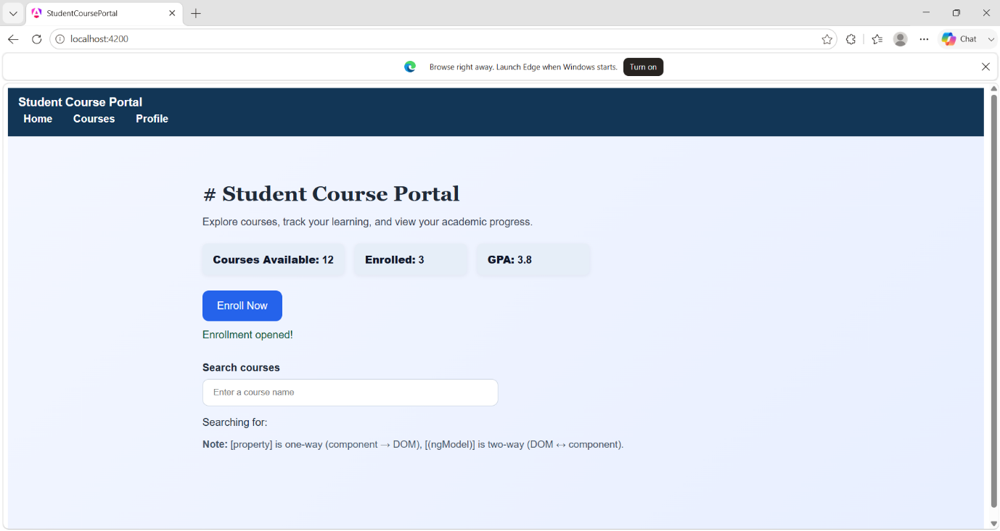 StudentCoursePortal
localhost:4200
Chat
Browse right away. Launch Edge when Windows starts. Turn on
Student Course Portal
Home Courses Profile
# Student Course Portal
Explore courses, track your learning, and view your academic progress.
Courses Available: 12 Enrolled: 3 GPA: 3.8
Enroll Now
Enrollment opened!
Search courses
Enter a course name
Searching for:
Note: [property] is one-way (component → DOM), [(ngModel)] is two-way (DOM ↔ component).